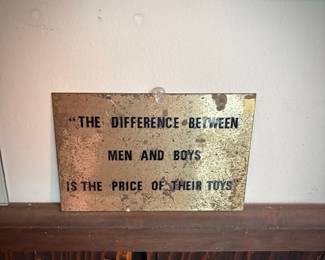 "THE DIFFERENCE BETWEEN
MEN AND BOYS
IS THE PRICE OF THEIR TOYS